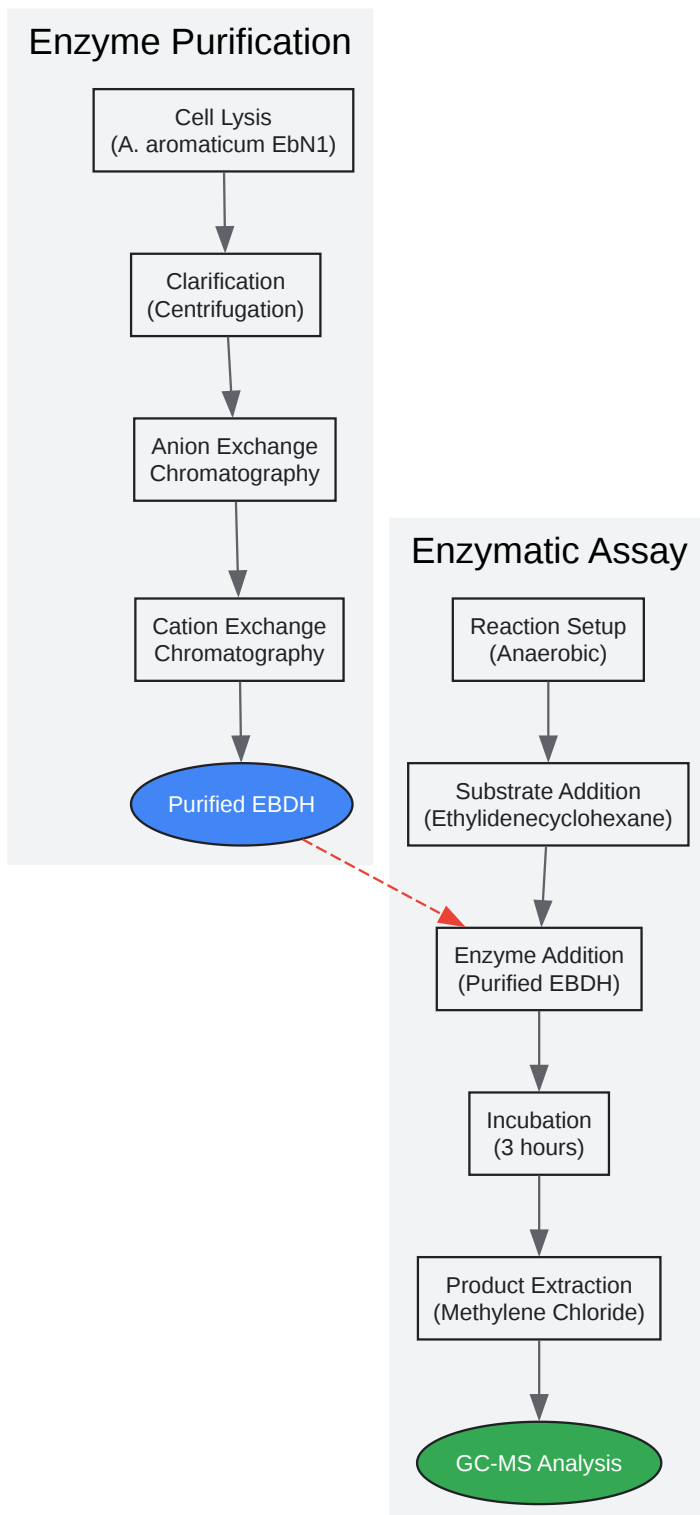 Enzyme Purification
Cell Lysis
(A. aromaticum EbN1)
Clarification
(Centrifugation)
Anion Exchange
Chromatography
Cation Exchange
Chromatography
Purified EBDH
Enzymatic Assay
Reaction Setup
(Anaerobic)
Substrate Addition
(Ethylidenecyclohexane)
Enzyme Addition
(Purified EBDH)
Incubation
(3 hours)
Product Extraction
(Methylene Chloride)
GC-MS Analysis